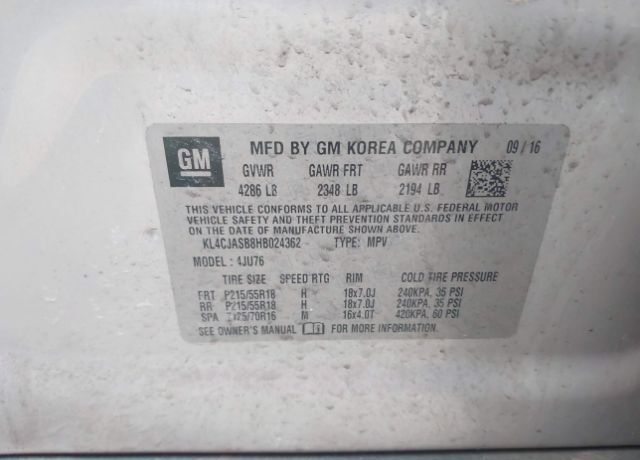 GM MFD BY GM KOREA COMPANY 09/16
GVWR GAWR FRT GAWR RR
4286 LB 2348 LB 2194 LB
THIS VEHICLE CONFORMS TO ALL APPLICABLE U.S. FEDERAL MOTOR
VEHICLE SAFETY AND THEFT PREVENTION STANDARDS IN EFFECT
ON THE DATE OF MANUFACTURE SHOWN ABOVE.
KL4CJASB8HB024362 TYPE: MPV
MODEL: 4JU76
TIRE SIZE SPEED RTG RIM COLD TIRE PRESSURE
FRT P215/55R18 H 18x7.0J 240KPA, 35 PSI
RR P215/55R18 H 18x7.0J 240KPA, 35 PSI
SPA M 16x4.0T 420KPA, 60 PSI
SEE OWNER'S MANUAL FOR MORE INFORMATION.